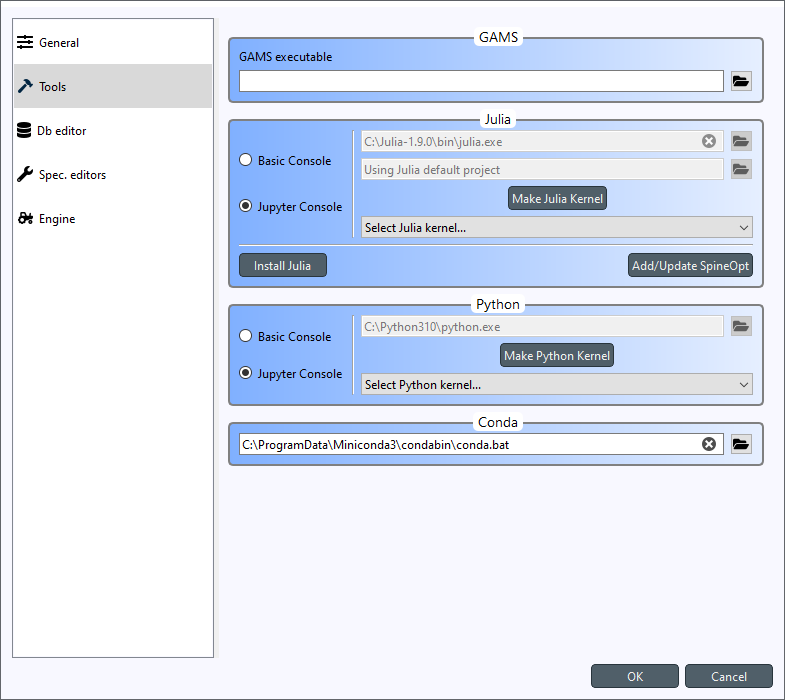 General
Tools
Db editor
Spec. editors
Engine
GAMS
GAMS executable
Julia
Basic Console
Jupyter Console
C:\Julia-1.9.0\bin\julia.exe
Using Julia default project
Make Julia Kernel
Select Julia kernel...
Install Julia
Add/Update SpineOpt
Python
Basic Console
Jupyter Console
C:\Python310\python.exe
Make Python Kernel
Select Python kernel...
Conda
C:\ProgramData\Miniconda3\condabin\conda.bat
OK
Cancel